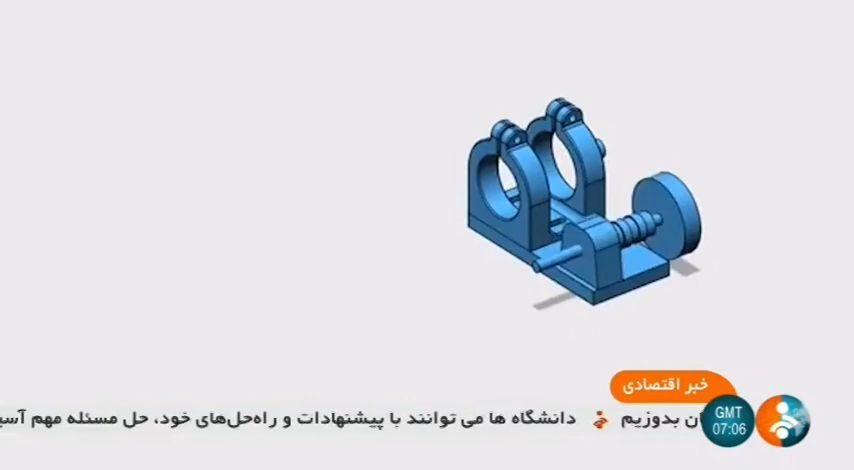 خبر اقتصادی
بدوزیم دانشگاه ها می توانند با پیشنهادات و راه‌حل‌های خود، حل مسئله مهم
GMT
07:06